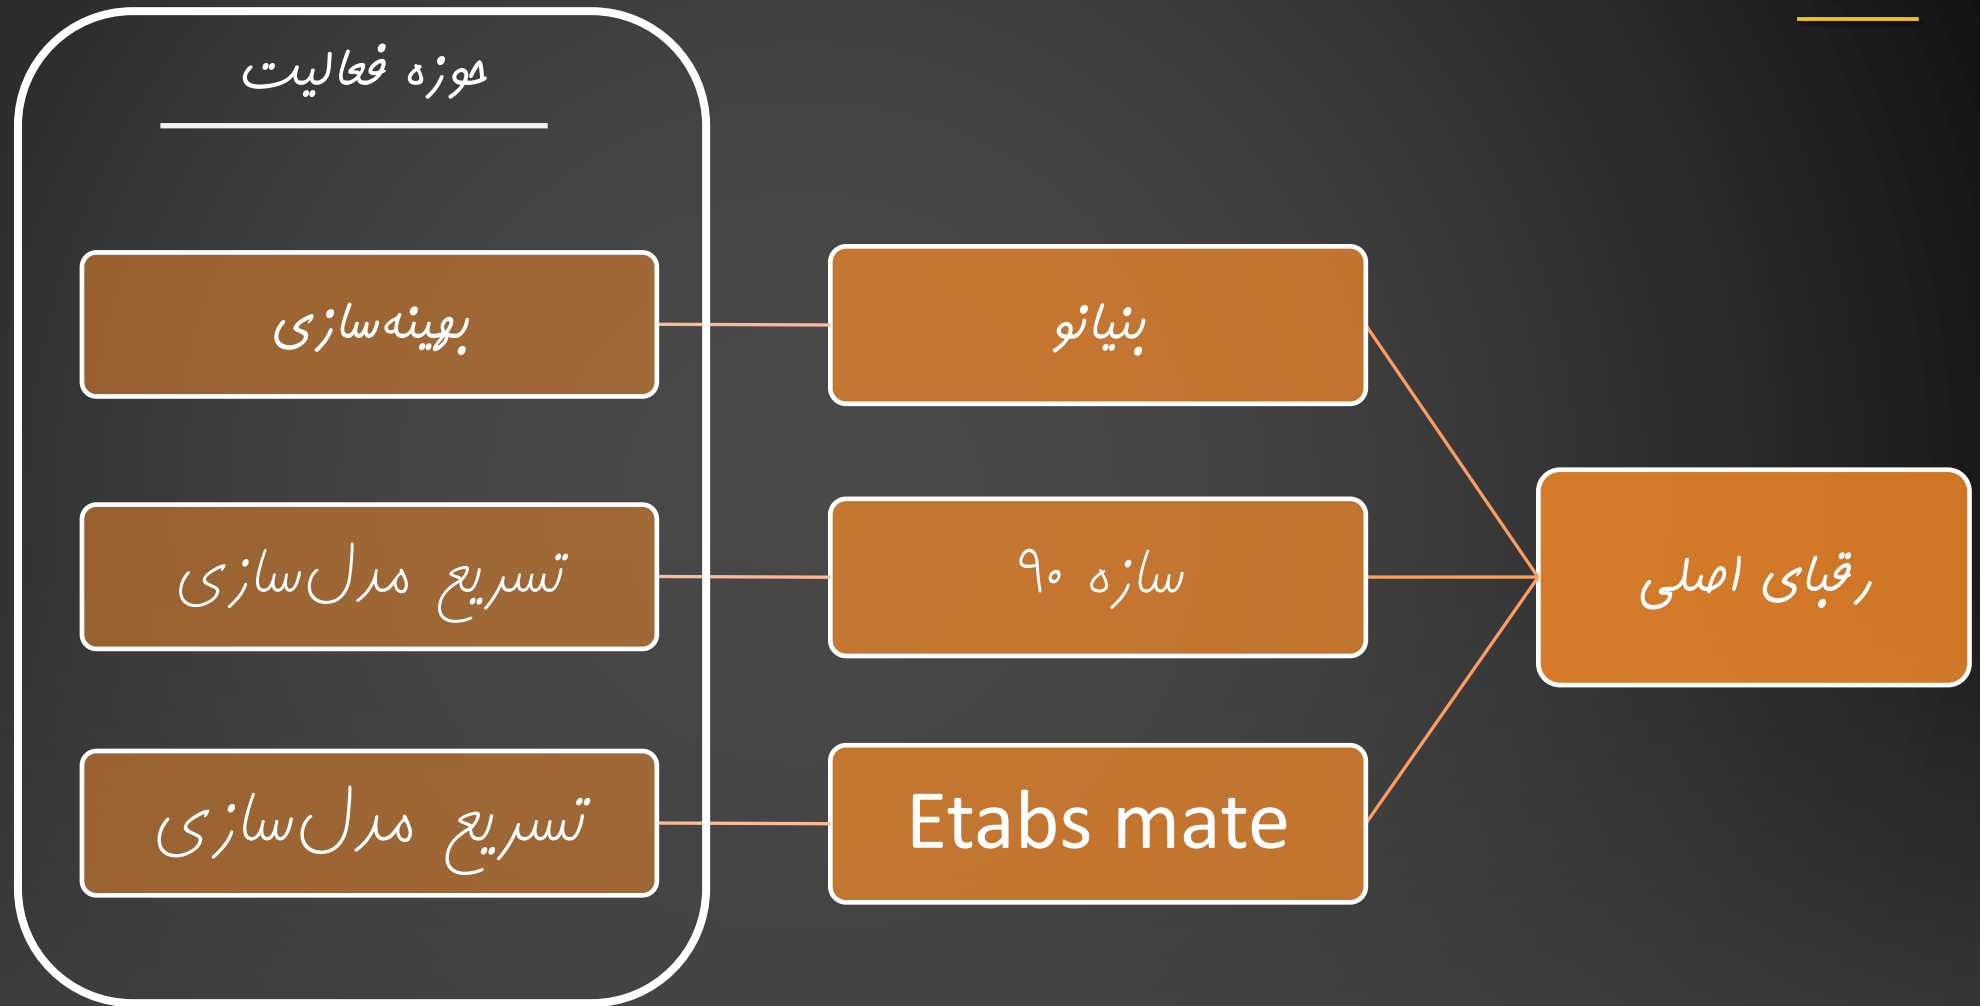 حوزه فعالیت
رقبای اصلی
بنیانو
بهینه‌سازی
سازه ۹۰
تسریع مدل‌سازی
Etabs mate
تسریع مدل‌سازی